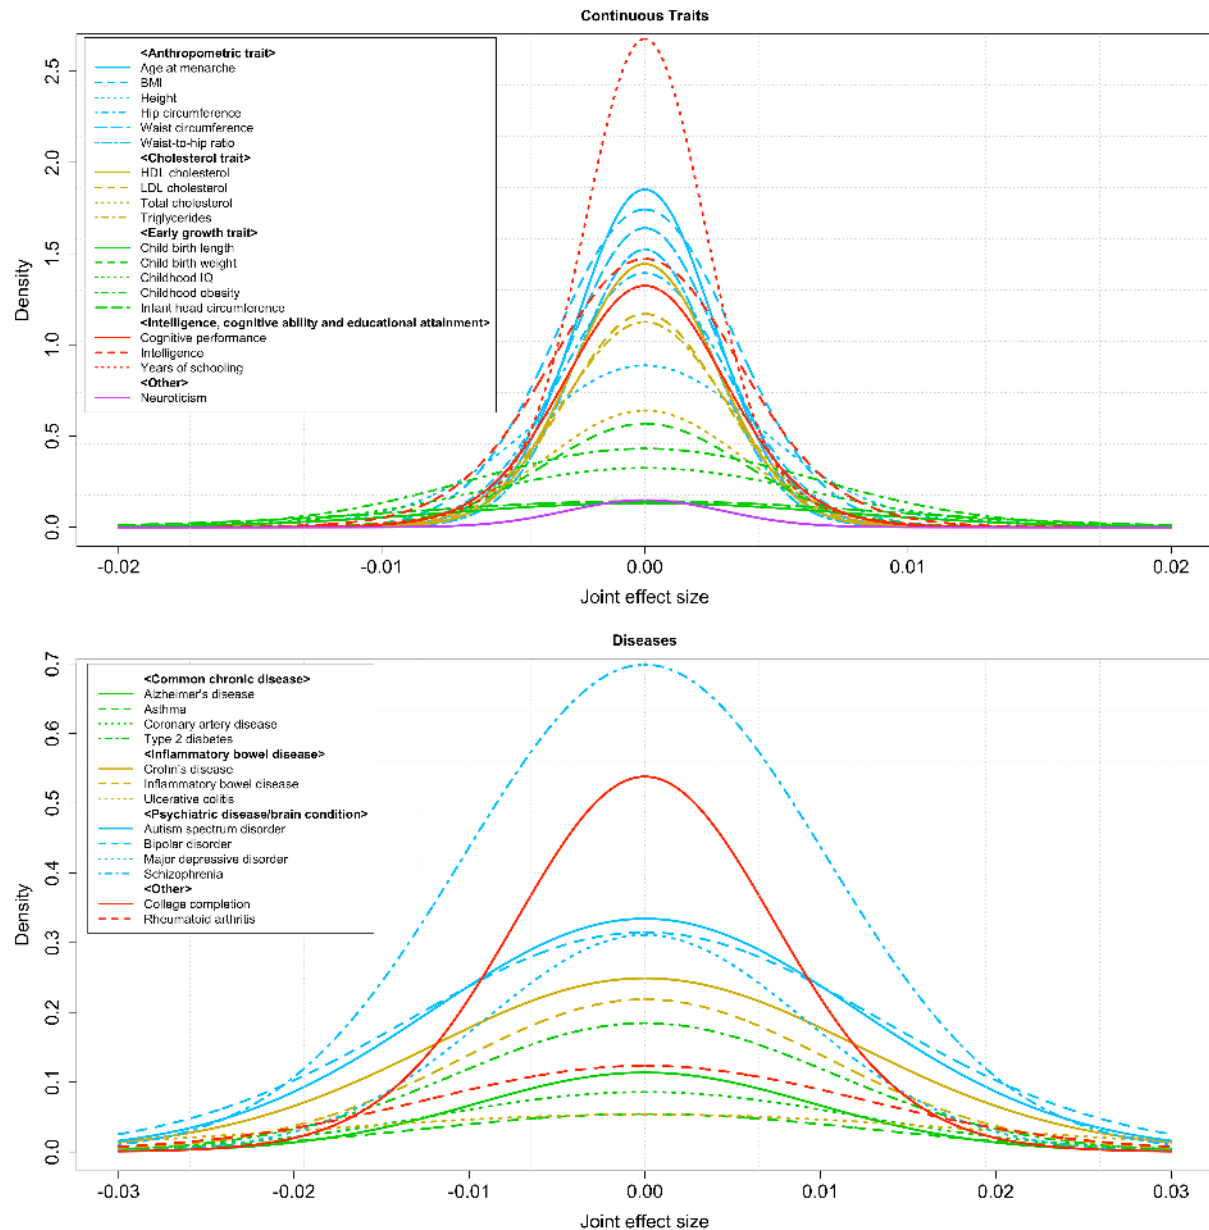 Continuous Traits
<Anthropometric trait>
Age at menarche
BMI
Height
Hip circumference
Waist circumference
Waist-to-hip ratio
<Cholesterol trait>
HDL cholesterol
LDL cholesterol
Total cholesterol
Triglycerides
<Early growth trait>
Child birth length
Child birth weight
Childhood IQ
Childhood obesity
Infant head circumference
<Intelligence, cognitive ability and educational attainment>
Cognitive performance
Intelligence
Years of schooling
<Other>
Neuroticism
Density
2.5
2.0
1.5
1.0
0.5
0.0
-0.02 -0.01 0.00 0.01 0.02
Joint effect size
Diseases
<Common chronic disease>
Alzheimer's disease
Asthma
Coronary artery disease
Type 2 diabetes
<Inflammatory bowel disease>
Crohn's disease
Inflammatory bowel disease
Ulcerative colitis
<Psychiatric disease/brain condition>
Autism spectrum disorder
Bipolar disorder
Major depressive disorder
Schizophrenia
<Other>
College completion
Rheumatoid arthritis
Density
0.7
0.6
0.5
0.4
0.3
0.2
0.1
0.0
-0.03 -0.02 -0.01 0.00 0.01 0.02 0.03
Joint effect size